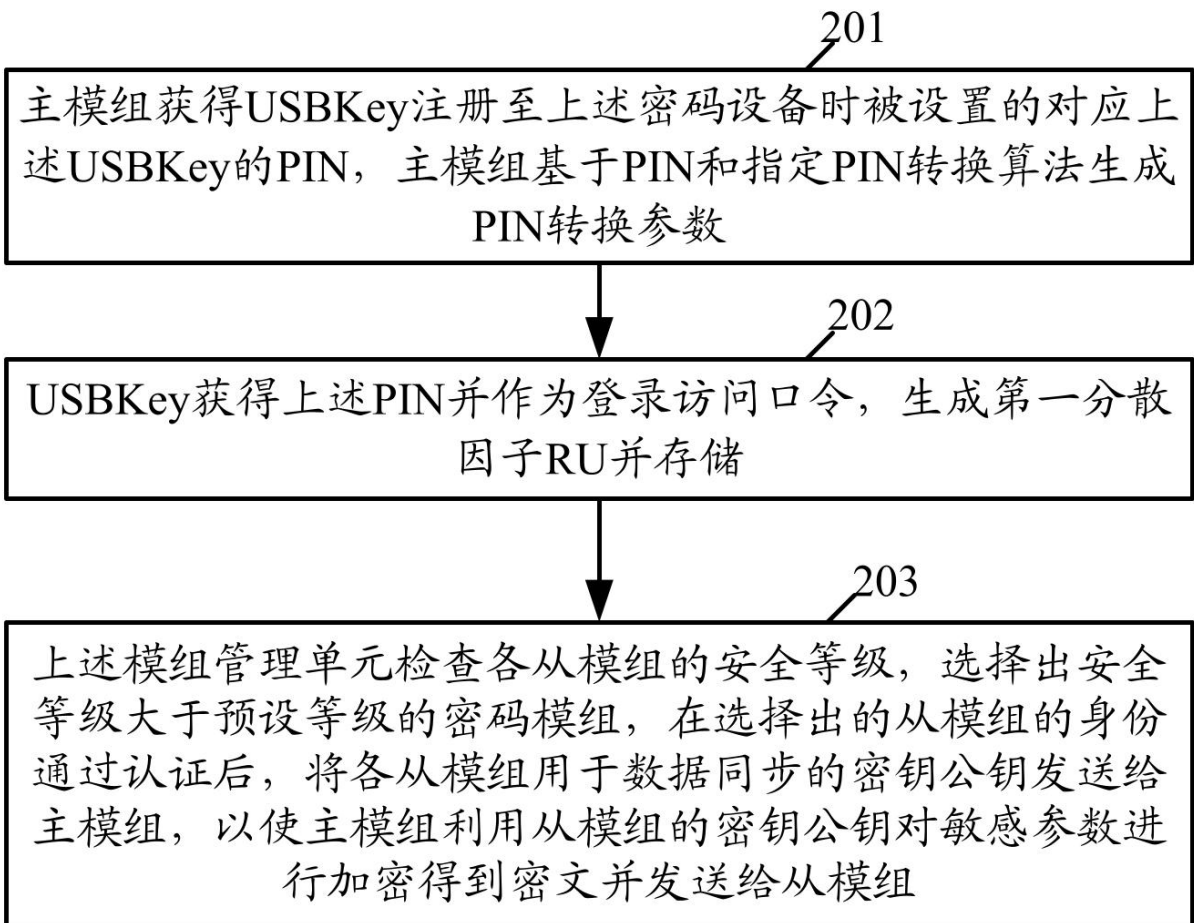 201
主模组获得USBKey注册至上述密码设备时被设置的对应上
述USBKey的PIN，主模组基于PIN和指定PIN转换算法生成
PIN转换参数
202
USBKey获得上述PIN并作为登录访问口令，生成第一分散
因子RU并存储
203
上述模组管理单元检查各从模组的安全等级，选择出安全
等级大于预设等级的密码模组，在选择出的从模组的身份
通过认证后，将各从模组用于数据同步的密钥公钥发送给
主模组，以使主模组利用从模组的密钥公钥对敏感参数进
行加密得到密文并发送给从模组